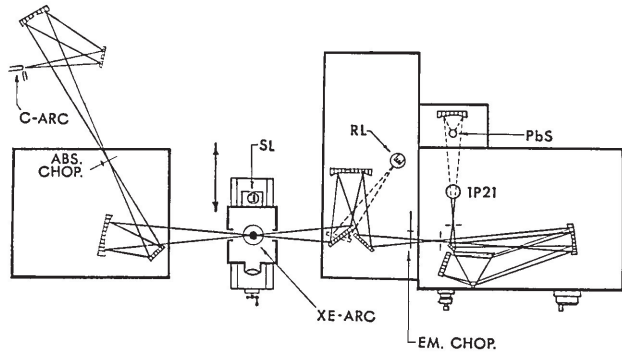 C-ARC
ABS.
CHOP.
SL
XE-ARC
RL
PbS
1P21
EM. CHOP.